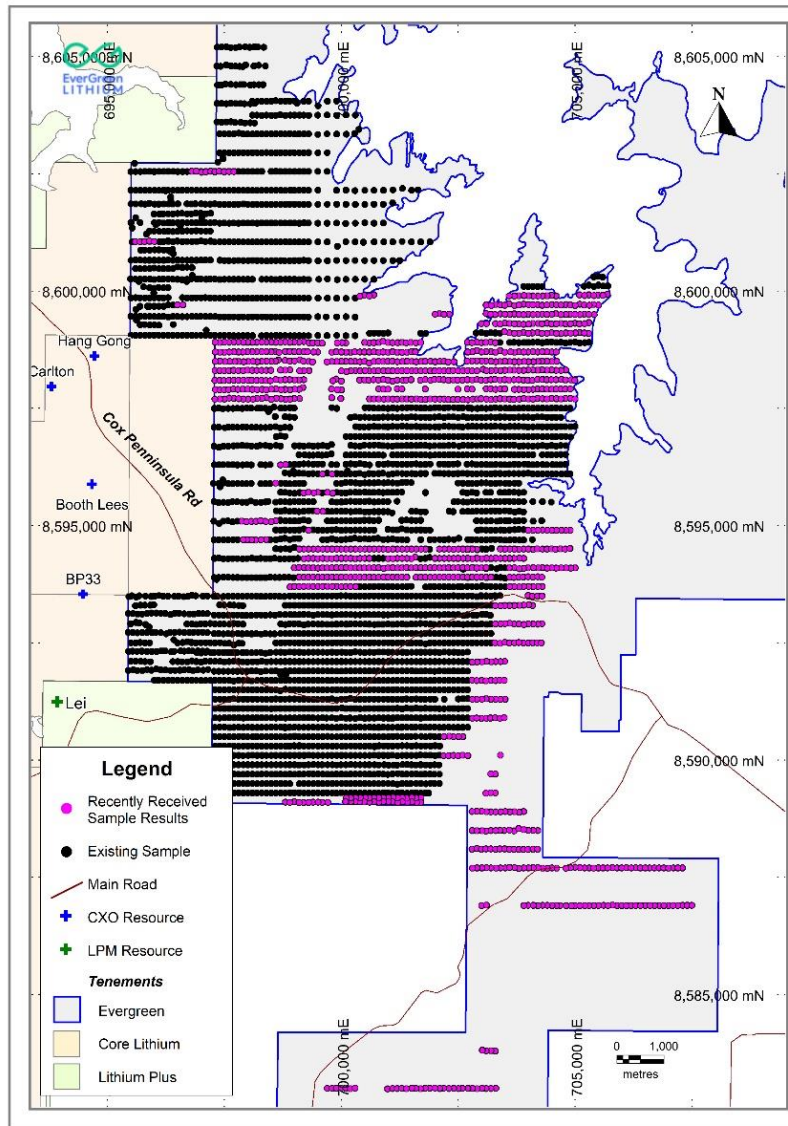 8,605,000 mN
695,000 mE
700,000 mE
705,000 mE
8,605,000 mN
EverGreen
LITHIUM
N
8,600,000 mN
8,600,000 mN
Hang Gong
Carlton
Cox Penninsula Rd
Booth Lees
8,595,000 mN
8,595,000 mN
BP33
Lei
8,590,000 mN
Legend
Recently Received
Sample Results
Existing Sample
Main Road
CXO Resource
LPM Resource
Tenements
Evergreen
Core Lithium
Lithium Plus
8,585,000 mN
700,000 mE
705,000 mE
0 1,000
metres